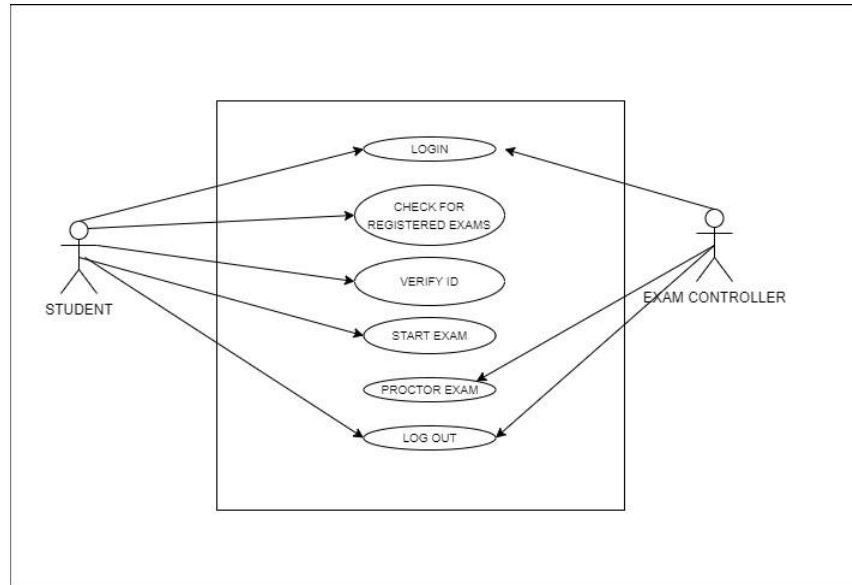 LOGIN
CHECK FOR
REGISTERED EXAMS
VERIFY ID
STUDENT
EXAM CONTROLLER
START EXAM
PROCTOR EXAM
LOG OUT